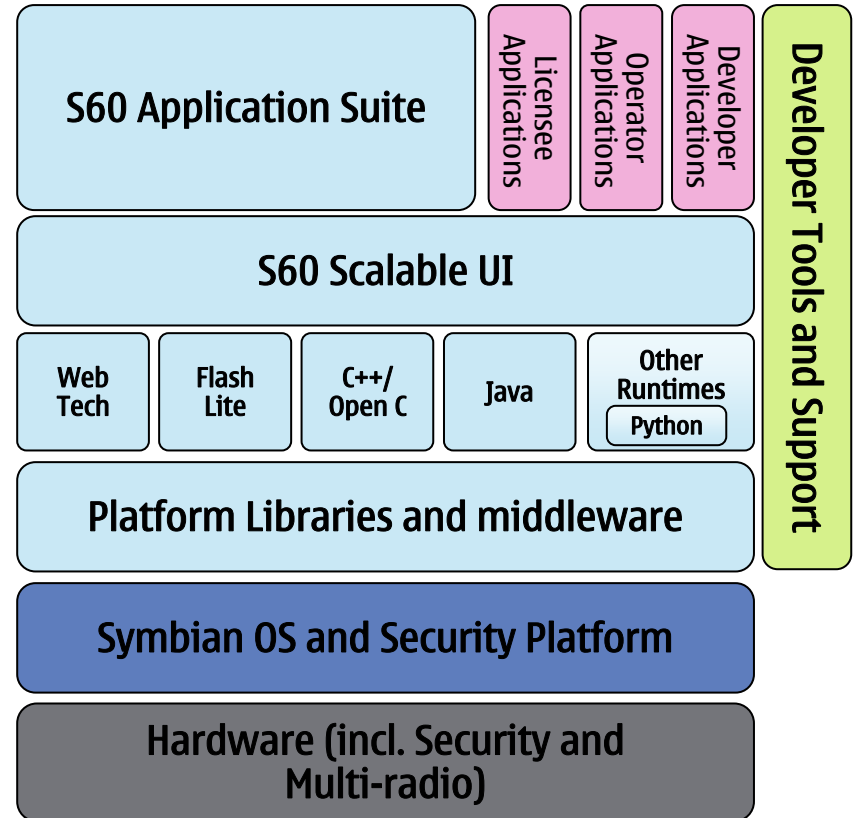 S60 Application Suite
Licensee
Applications
Operator
Applications
Developer
Applications
Developer Tools and Support
S60 Scalable UI
Web
Tech
Flash
Lite
C++/
Open C
Java
Other
Runtimes
Python
Platform Libraries and middleware
Symbian OS and Security Platform
Hardware (incl. Security and
Multi-radio)